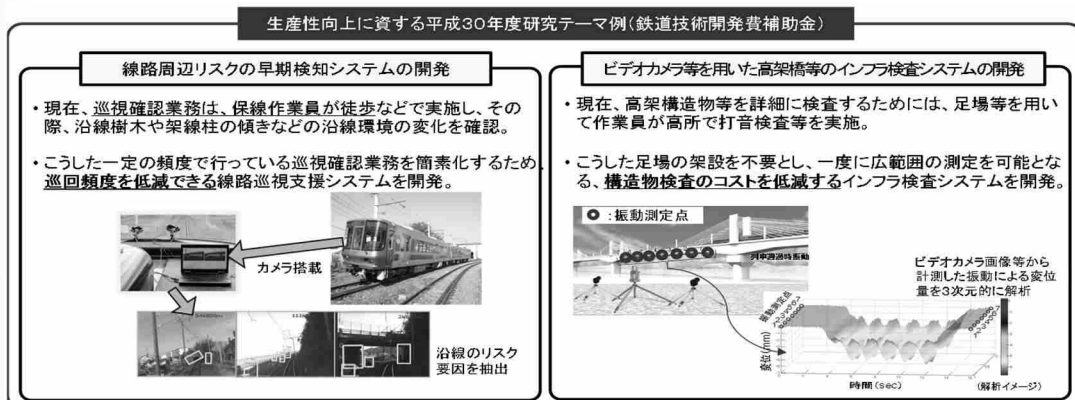 生産性向上に資する平成30年度研究テーマ例(鉄道技術開発費補助金)
線路周辺リスクの早期検知システムの開発
・現在、巡視確認業務は、保線作業員が徒歩などで実施し、その
際、沿線樹木や架線柱の傾きなどの沿線環境の変化を確認。
・こうした一定の頻度で行っている巡視確認業務を簡素化するため、
巡回頻度を低減できる線路巡視支援システムを開発。
カメラ搭載
沿線のリスク
要因を抽出
ビデオカメラ等を用いた高架橋等のインフラ検査システムの開発
・現在、高架構造物等を詳細に検査するためには、足場等を用い
て作業員が高所で打音検査等を実施。
・こうした足場の架設を不要とし、一度に広範囲の測定を可能とな
る、構造物検査のコストを低減するインフラ検査システムを開発。
:振動測定点
列車通過時振動
ビデオカメラ画像等から
計測した振動による変位
量を3次元的に解析
振動測定点
変位(mm)
時間(sec)
(解析イメージ)